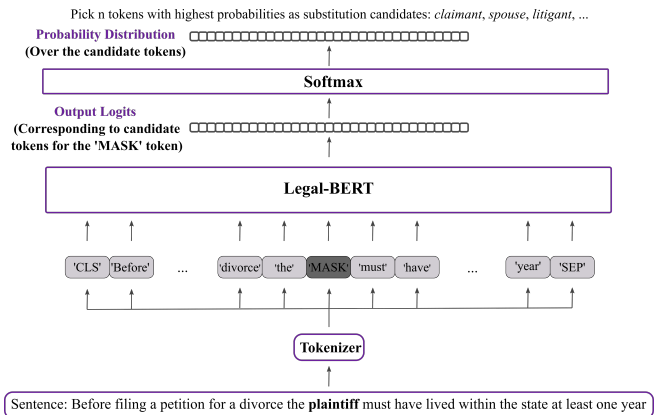 Pick n tokens with highest probabilities as substitution candidates: claimant, spouse, litigant, ...
Probability Distribution
(Over the candidate tokens)
Softmax
Output Logits
(Corresponding to candidate
tokens for the 'MASK' token)
Legal-BERT
'CLS' 'Before' ... 'divorce' 'the' 'MASK' 'must' 'have' ... 'year' 'SEP'
Tokenizer
Sentence: Before filing a petition for a divorce the plaintiff must have lived within the state at least one year